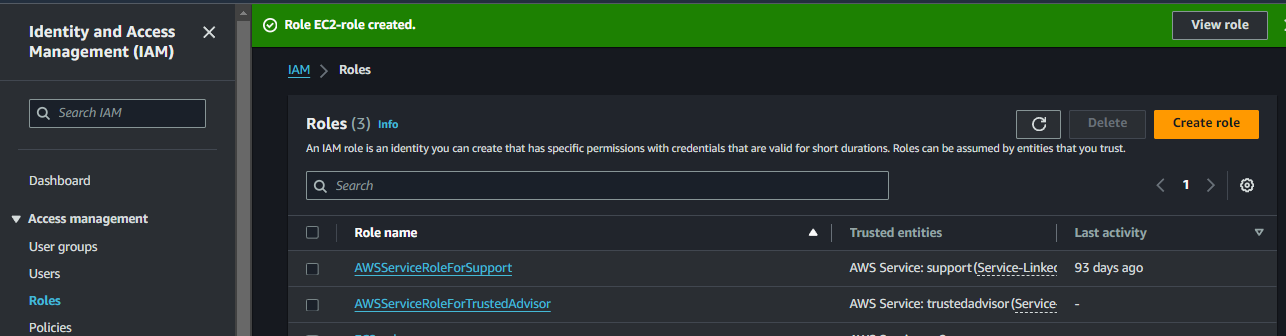 Identity and Access
Management (IAM)
Search IAM
Dashboard
Access management
User groups
Users
Roles
Policies
Role EC2-role created.
View role
IAM > Roles
Roles (3) Info
Delete
Create role
An IAM role is an identity you can create that has specific permissions with credentials that are valid for short durations. Roles can be assumed by entities that you trust.
Search
1
Role name Trusted entities Last activity
AWSServiceRoleForSupport AWS Service: support (Service-Linked 93 days ago
AWSServiceRoleForTrustedAdvisor AWS Service: trustedadvisor (Service- -